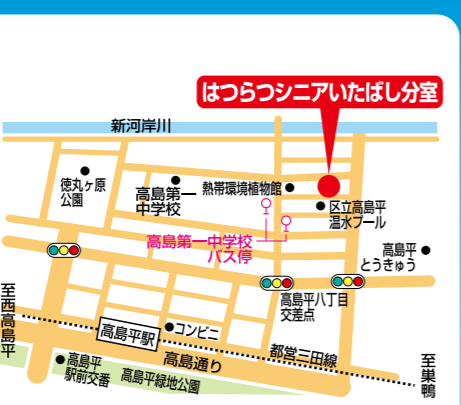 はつらつシニアいたばし分室
新河岸川
徳丸ヶ原
公園
高島第一
中学校
熱帯環境植物館
区立高島平
温水プール
高島第一中学校
バス停
高島平
とうきゅう
高島平八丁目
交差点
至西高島平
高島平駅
コンビニ
都営三田線
高島通り
至巣鴨
高島平
駅前交番
高島平緑地公園